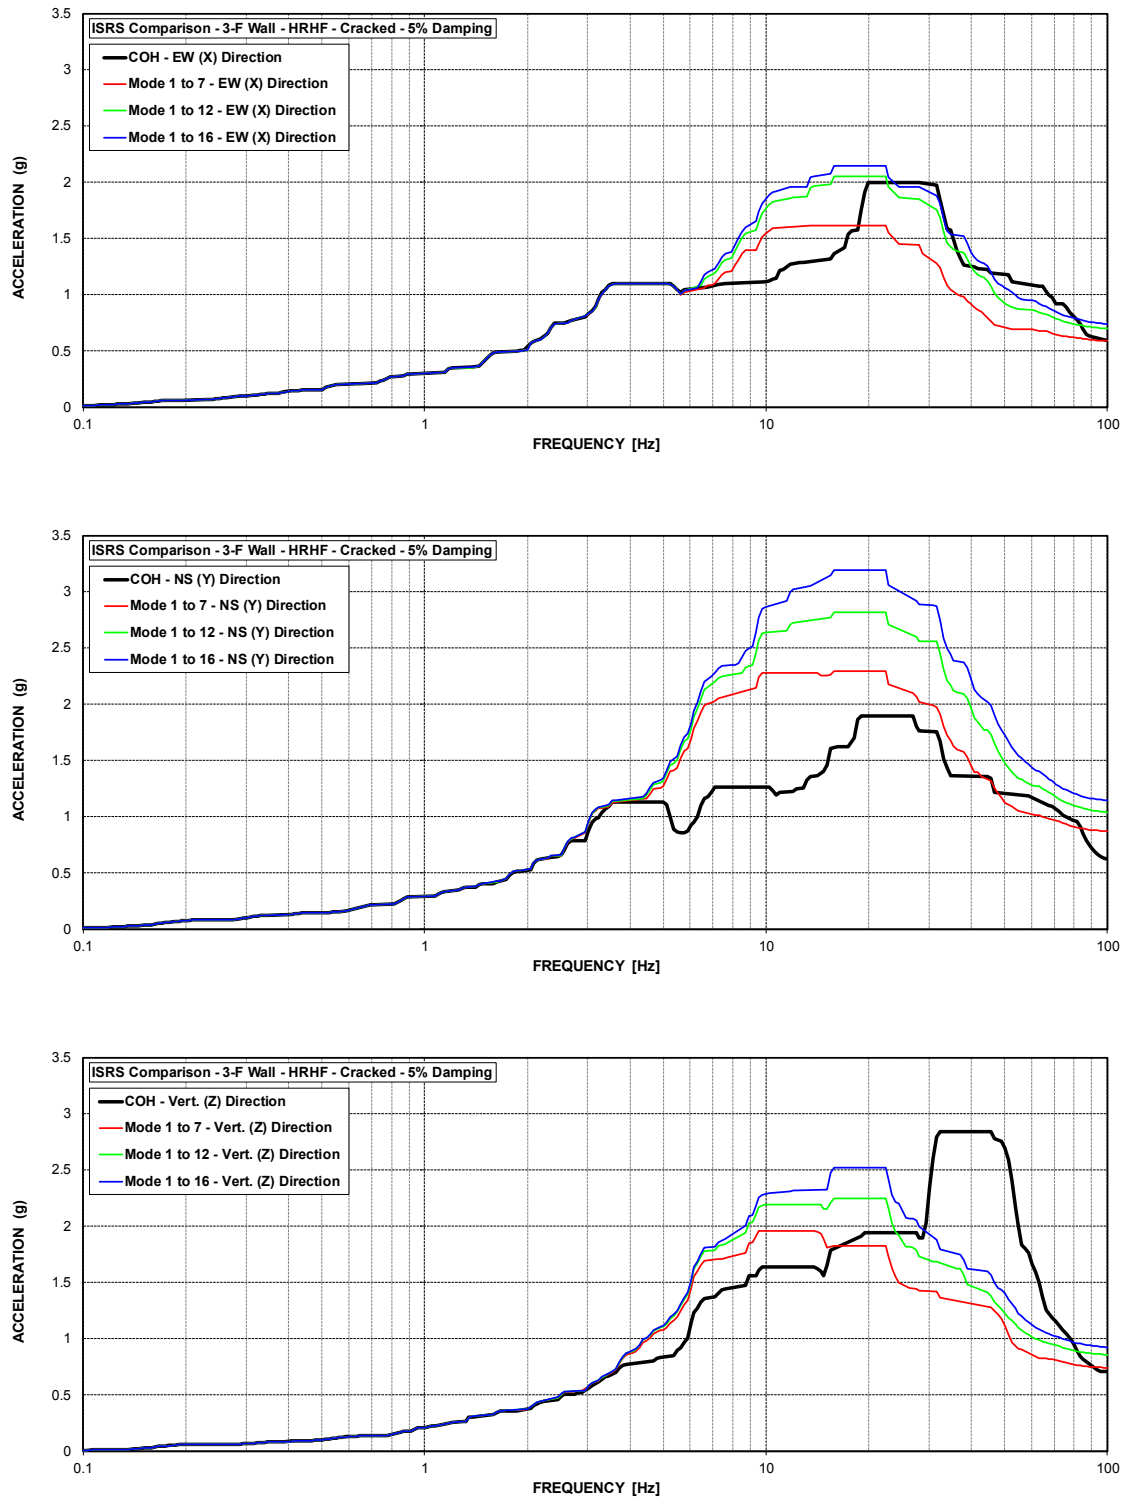 ISRS Comparison - 3-F Wall - HRHF - Cracked - 5% Damping
COH - EW (X) Direction
Mode 1 to 7 - EW (X) Direction
Mode 1 to 12 - EW (X) Direction
Mode 1 to 16 - EW (X) Direction
ACCELERATION (g)
3.5
3
2.5
2
1.5
1
0.5
0
0.1
1
10
100
FREQUENCY [Hz]
ISRS Comparison - 3-F Wall - HRHF - Cracked - 5% Damping
COH - NS (Y) Direction
Mode 1 to 7 - NS (Y) Direction
Mode 1 to 12 - NS (Y) Direction
Mode 1 to 16 - NS (Y) Direction
ACCELERATION (g)
3.5
3
2.5
2
1.5
1
0.5
0
0.1
1
10
100
FREQUENCY [Hz]
ISRS Comparison - 3-F Wall - HRHF - Cracked - 5% Damping
COH - Vert. (Z) Direction
Mode 1 to 7 - Vert. (Z) Direction
Mode 1 to 12 - Vert. (Z) Direction
Mode 1 to 16 - Vert. (Z) Direction
ACCELERATION (g)
3.5
3
2.5
2
1.5
1
0.5
0
0.1
1
10
100
FREQUENCY [Hz]